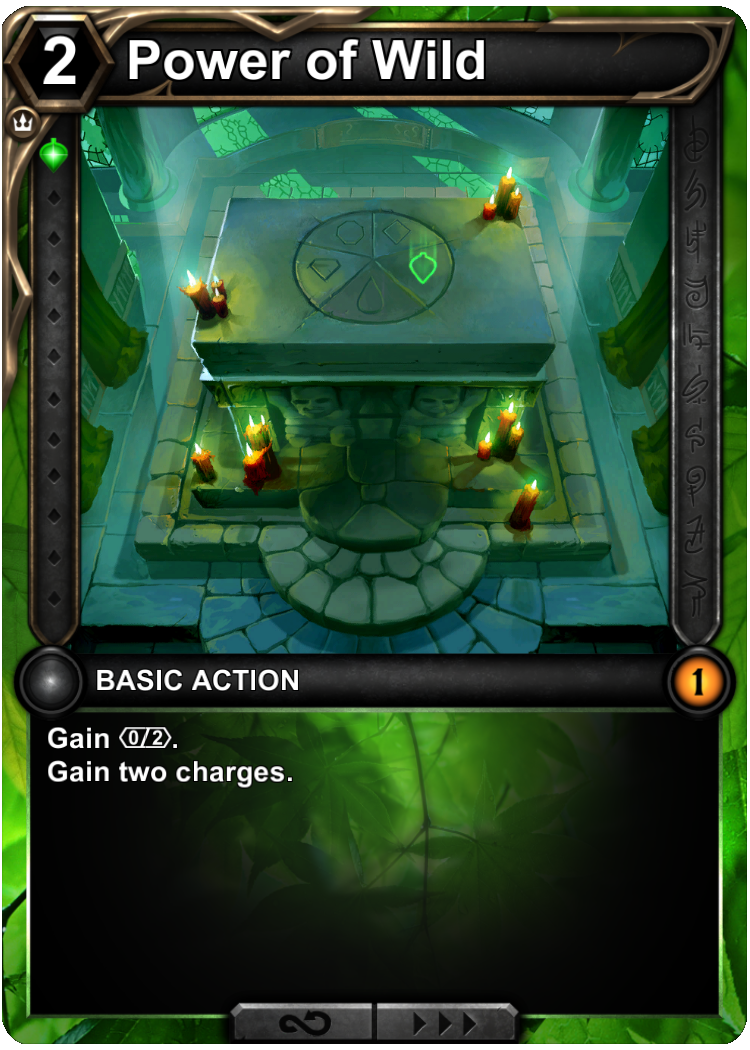 2
Power of Wild
BASIC ACTION
1
Gain 0/2.
Gain two charges.